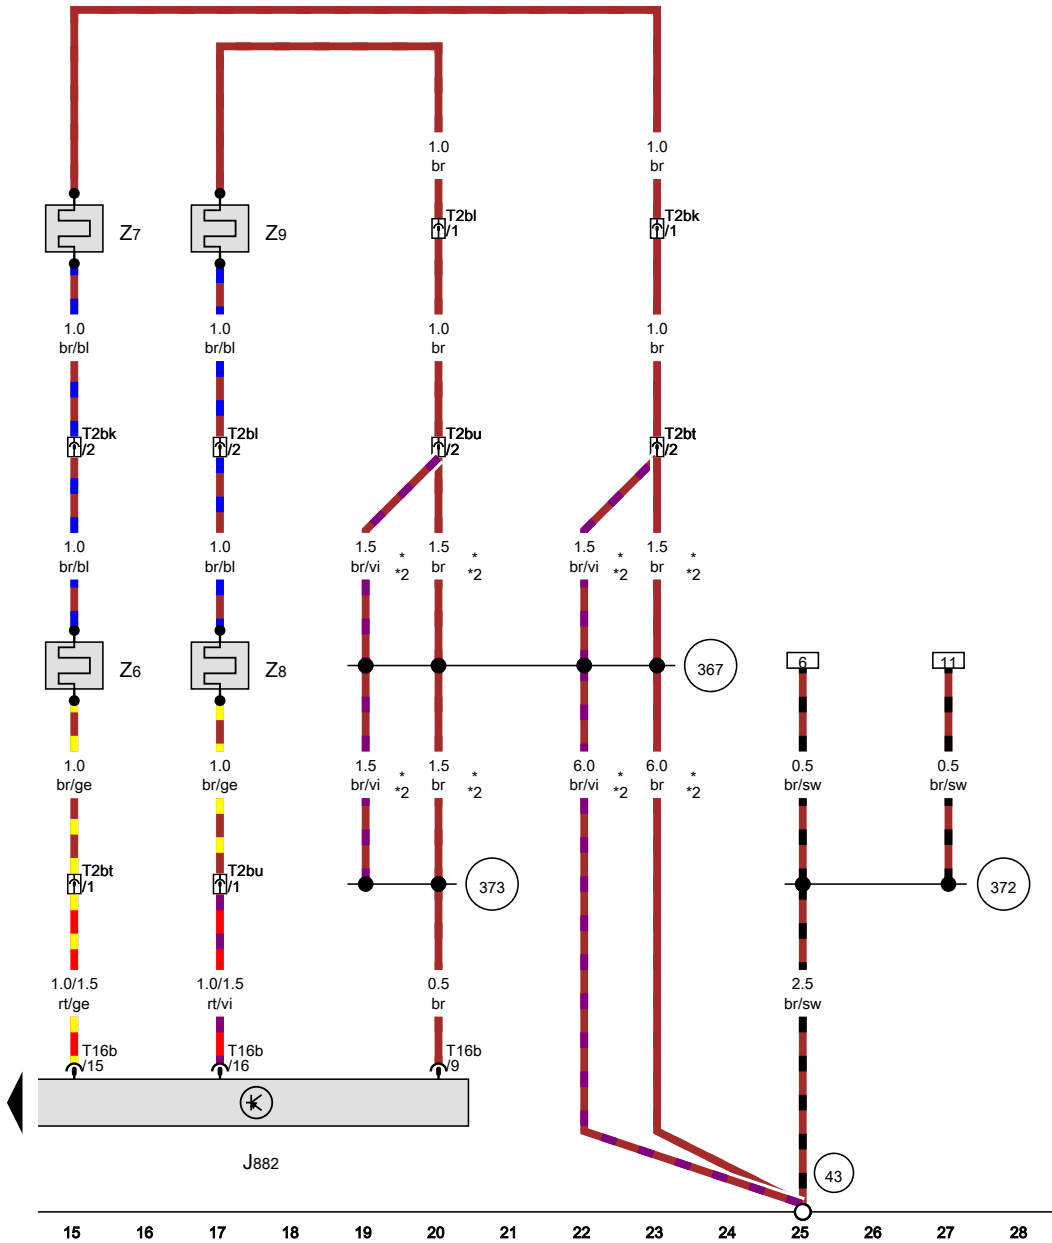 1.0
br
1.0
br
T2bl
/1
T2bk
/1
Z7
Z9
1.0
br/bl
1.0
br/bl
1.0
br
1.0
br
T2bk
/2
T2bl
/2
T2bu
/2
T2bt
/2
1.0
br/bl
1.0
br/bl
1.5
br/vi
*
*2
1.5
br
*
*2
1.5
br/vi
*
*2
1.5
br
*
*2
Z6
Z8
367
6
11
1.0
br/ge
1.0
br/ge
1.5
br/vi
*
*2
1.5
br
*
*2
6.0
br/vi
*
*2
6.0
br
*
*2
0.5
br/sw
0.5
br/sw
T2bt
/1
T2bu
/1
373
372
1.0/1.5
rt/ge
1.0/1.5
rt/vi
0.5
br
2.5
br/sw
T16b
/15
T16b
/16
T16b
/9
J882
43
15 16 17 18 19 20 21 22 23 24 25 26 27 28